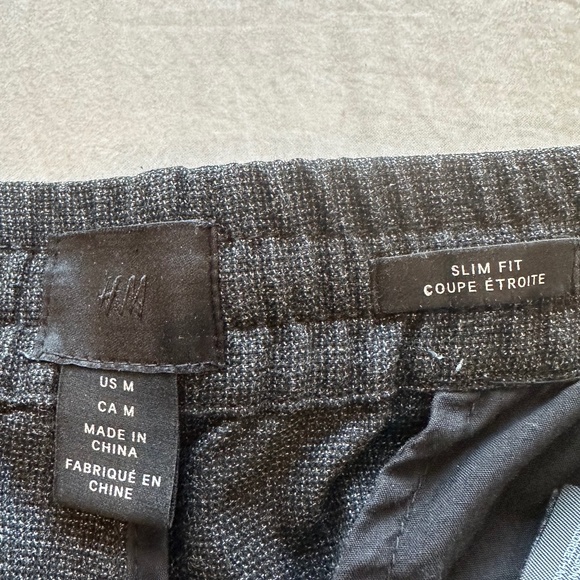 H&M
US M
CA M
MADE IN
CHINA
FABRIQUÉ EN
CHINE
SLIM FIT
COUPE ÉTROITE